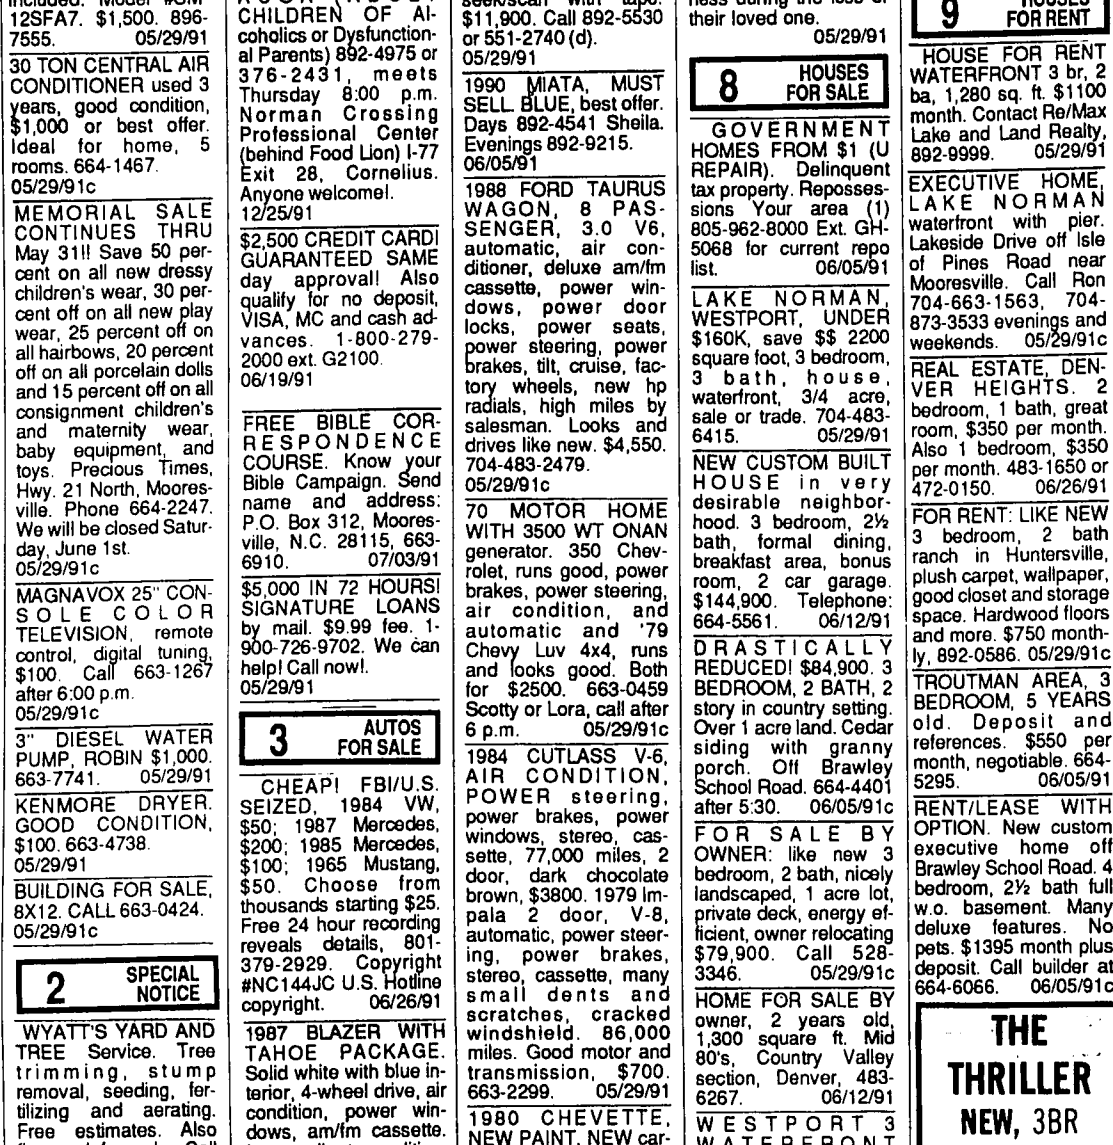 12SFA7. $1,500. 896-
7555. 05/29/91
30 TON CENTRAL AIR
CONDITIONER used 3
years, good condition,
$1,000 or best offer.
Ideal for home, 5
rooms. 664-1467.
05/29/91c
MEMORIAL SALE
CONTINUES THRU
May 31!! Save 50 per-
cent on all new dressy
children's wear, 30 per-
cent off on all new play
wear, 25 percent off on
all hairbows, 20 percent
off on all porcelain dolls
and 15 percent off on all
consignment children's
and maternity wear,
baby equipment, and
toys. Precious Times,
Hwy. 21 North, Moores-
ville. Phone 664-2247.
We will be closed Satur-
day, June 1st.
05/29/91c
MAGNAVOX 25" CON-
SOLE COLOR
TELEVISION, remote
control, digital tuning,
$100. Call 663-1267
after 6:00 p.m.
05/29/91c
3" DIESEL WATER
PUMP, ROBIN $1,000.
663-7741. 05/29/91
KENMORE DRYER.
GOOD CONDITION,
$100. 663-4738.
05/29/91
BUILDING FOR SALE,
8X12. CALL 663-0424.
05/29/91c
2 SPECIAL
NOTICE
WYATT'S YARD AND
TREE Service. Tree
trimming, stump
removal, seeding, fer-
tilizing and aerating.
Free estimates. Also
CHILDREN OF Al-
coholics or Dysfunction-
al Parents) 892-4975 or
376-2431, meets
Thursday 8:00 p.m.
Norman Crossing
Professional Center
(behind Food Lion) I-77
Exit 28, Cornelius.
Anyone welcome!.
12/25/91
$2,500 CREDIT CARD!
GUARANTEED SAME
day approval! Also
qualify for no deposit,
VISA, MC and cash ad-
vances. 1-800-279-
2000 ext. G2100.
06/19/91
FREE BIBLE COR-
RESPONDENCE
COURSE. Know your
Bible Campaign. Send
name and address:
P.O. Box 312, Moores-
ville, N.C. 28115, 663-
6910. 07/03/91
$5,000 IN 72 HOURS!
SIGNATURE LOANS
by mail. $9.99 fee. 1-
900-726-9702. We can
help! Call now!.
05/29/91
3 AUTOS
FOR SALE
CHEAP! FBI/U.S.
SEIZED, 1984 VW,
$50; 1987 Mercedes,
$200; 1985 Mercedes,
$100; 1965 Mustang,
$50. Choose from
thousands starting $25.
Free 24 hour recording
reveals details, 801-
379-2929. Copyright
#NC144JC U.S. Hotline
copyright. 06/26/91
1987 BLAZER WITH
TAHOE PACKAGE.
Solid white with blue in-
terior, 4-wheel drive, air
condition, power win-
dows, am/fm cassette.
seek/scan with tape.
$11,900. Call 892-5530
or 551-2740 (d).
05/29/91
1990 MIATA, MUST
SELL. BLUE, best offer.
Days 892-4541 Sheila.
Evenings 892-9215.
06/05/91
1988 FORD TAURUS
WAGON, 8 PAS-
SENGER, 3.0 V6,
automatic, air con-
ditioner, deluxe am/fm
cassette, power win-
dows, power door
locks, power seats,
power steering, power
brakes, tilt, cruise, fac-
tory wheels, new hp
radials, high miles by
salesman. Looks and
drives like new. $4,550.
704-483-2479.
05/29/91c
70 MOTOR HOME
WITH 3500 WT ONAN
generator. 350 Chev-
rolet, runs good, power
brakes, power steering,
air condition, and
automatic and '79
Chevy Luv 4x4, runs
and looks good. Both
for $2500. 663-0459
Scotty or Lora, call after
6 p.m. 05/29/91c
1984 CUTLASS V-6,
AIR CONDITION,
POWER steering,
power brakes, power
windows, stereo, cas-
sette, 77,000 miles, 2
door, dark chocolate
brown, $3800. 1979 Im-
pala 2 door, V-8,
automatic, power steer-
ing, power brakes,
stereo, cassette, many
small dents and
scratches, cracked
windshield. 86,000
miles. Good motor and
transmission, $700.
663-2299. 05/29/91
1980 CHEVETTE,
NEW PAINT, NEW car-
ness during the loss of
their loved one.
05/29/91
8 HOUSES
FOR SALE
GOVERNMENT
HOMES FROM $1 (U
REPAIR). Delinquent
tax property. Reposses-
sions Your area (1)
805-962-8000 Ext. GH-
5068 for current repo
list. 06/05/91
LAKE NORMAN,
WESTPORT, UNDER
$160K, save $$ 2200
square foot, 3 bedroom,
3 bath, house,
waterfront, 3/4 acre,
sale or trade. 704-483-
6415. 05/29/91
NEW CUSTOM BUILT
HOUSE in very
desirable neighbor-
hood. 3 bedroom, 2½
bath, formal dining,
breakfast area, bonus
room, 2 car garage.
$144,900. Telephone:
664-5561. 06/12/91
DRASTICALLY
REDUCED! $84,900. 3
BEDROOM, 2 BATH, 2
story in country setting.
Over 1 acre land. Cedar
siding with granny
porch. Off Brawley
School Road. 664-4401
after 5:30. 06/05/91c
FOR SALE BY
OWNER: like new 3
bedroom, 2 bath, nicely
landscaped, 1 acre lot,
private deck, energy ef-
ficient, owner relocating
$79,900. Call 528-
3346. 05/29/91c
HOME FOR SALE BY
owner, 2 years old,
1,300 square ft. Mid
80's, Country Valley
section, Denver, 483-
6267. 06/12/91
WESTPORT 3
WATERFRONT
9 HOUSES
FOR RENT
HOUSE FOR RENT
WATERFRONT 3 br, 2
ba, 1,280 sq. ft. $1100
month. Contact Re/Max
Lake and Land Realty,
892-9999. 05/29/91
EXECUTIVE HOME,
LAKE NORMAN
waterfront with pier.
Lakeside Drive off Isle
of Pines Road near
Mooresville. Call Ron
704-663-1563, 704-
873-3533 evenings and
weekends. 05/29/91c
REAL ESTATE, DEN-
VER HEIGHTS. 2
bedroom, 1 bath, great
room, $350 per month.
Also 1 bedroom, $350
per month. 483-1650 or
472-0150. 06/26/91
FOR RENT: LIKE NEW
3 bedroom, 2 bath
ranch in Huntersville,
plush carpet, wallpaper,
good closet and storage
space. Hardwood floors
and more. $750 month-
ly, 892-0586. 05/29/91c
TROUTMAN AREA, 3
BEDROOM, 5 YEARS
old. Deposit and
references. $550 per
month, negotiable. 664-
5295. 06/05/91
RENT/LEASE WITH
OPTION. New custom
executive home off
Brawley School Road. 4
bedroom, 2½ bath full
w.o. basement. Many
deluxe features. No
pets. $1395 month plus
deposit. Call builder at
664-6066. 06/05/91c
THE
THRILLER
NEW, 3BR